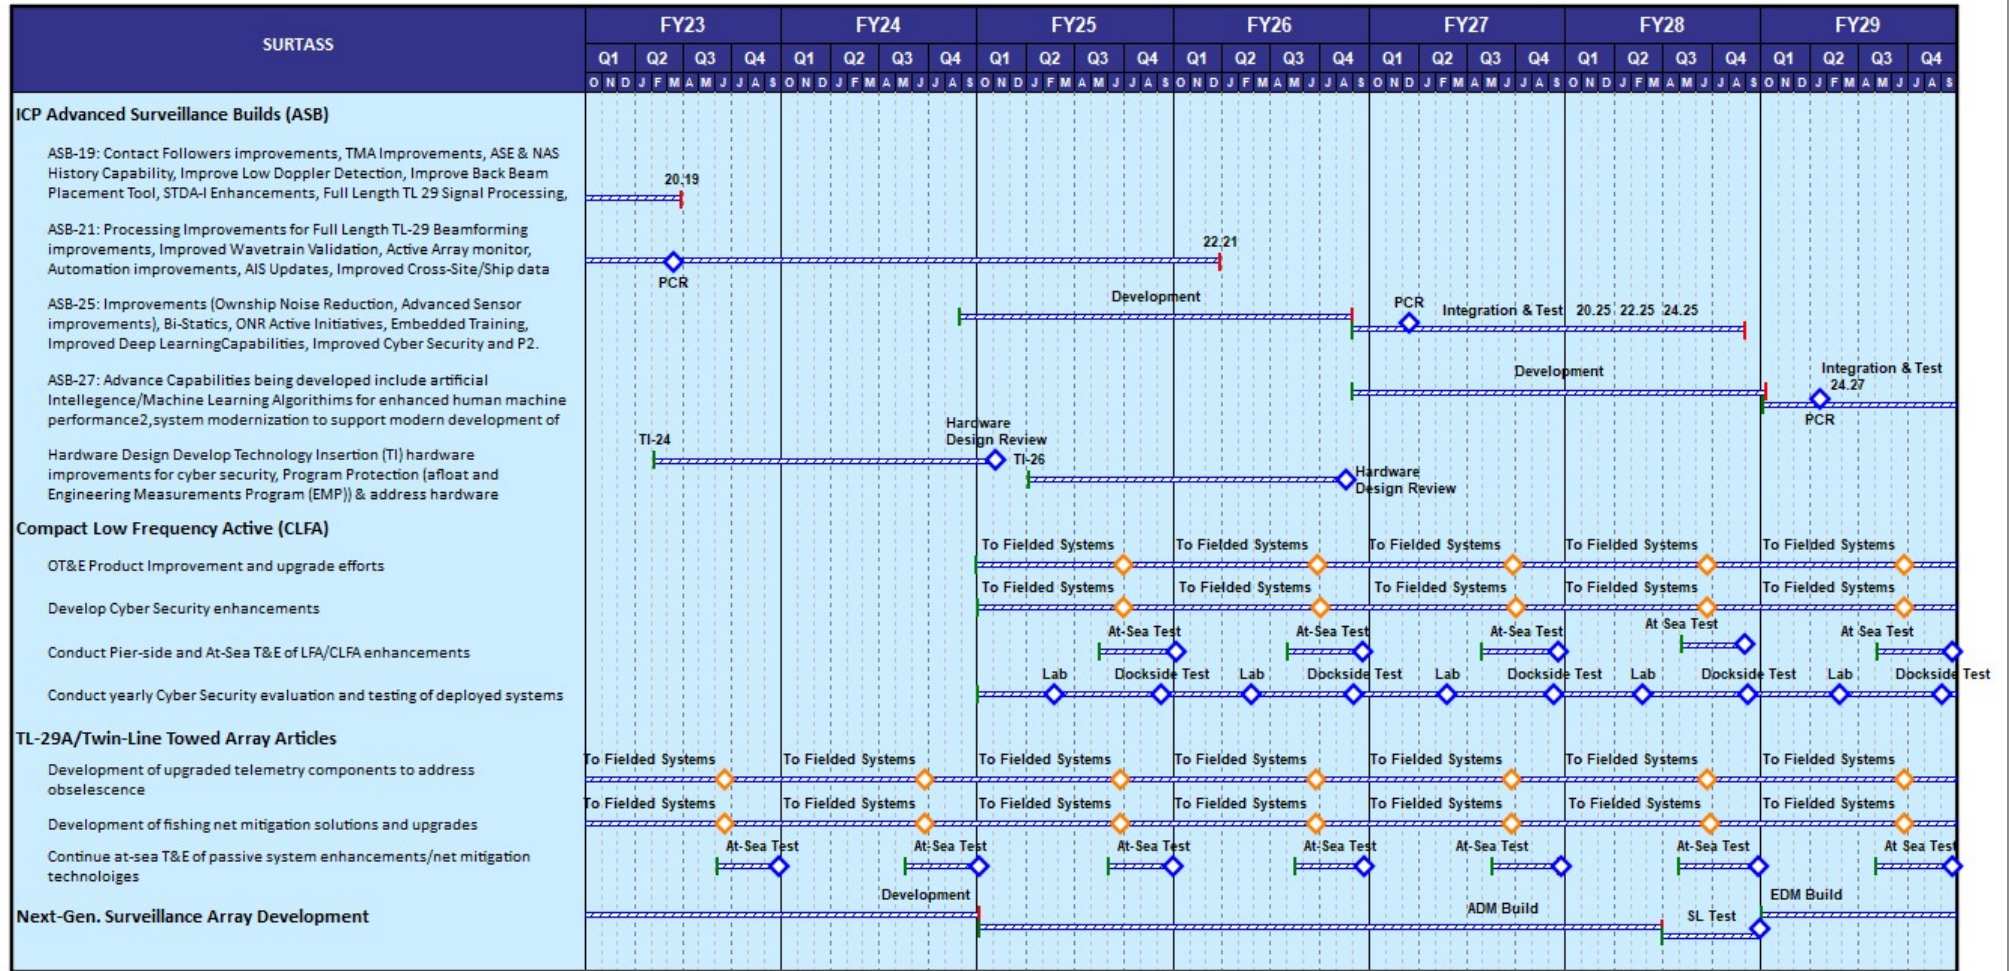 SURTASS
FY23 FY24 FY25 FY26 FY27 FY28 FY29
Q1 Q2 Q3 Q4 Q1 Q2 Q3 Q4 Q1 Q2 Q3 Q4 Q1 Q2 Q3 Q4 Q1 Q2 Q3 Q4 Q1 Q2 Q3 Q4 Q1 Q2 Q3 Q4
O N D J F M A M J J A S O N D J F M A M J J A S O N D J F M A M J J A S O N D J F M A M J J A S O N D J F M A M J J A S O N D J F M A M J J A S O N D J F M A M J J A S
ICP Advanced Surveillance Builds (ASB)
ASB-19: Contact Followers improvements, TMA Improvements, ASE & NAS
History Capability, Improve Low Doppler Detection, Improve Back Beam
Placement Tool, STDA-I Enhancements, Full Length TL 29 Signal Processing,
20.19
ASB-21: Processing Improvements for Full Length TL-29 Beamforming
improvements, Improved Wavetrain Validation, Active Array monitor,
Automation improvements, AIS Updates, Improved Cross-Site/Ship data
22.21
PCR
ASB-25: Improvements (Ownship Noise Reduction, Advanced Sensor
improvements), Bi-Statics, ONR Active Initiatives, Embedded Training,
Improved Deep LearningCapabilities, Improved Cyber Security and P2.
Development
PCR
Integration & Test 20.25 22.25 24.25
ASB-27: Advance Capabilities being developed include artificial
Intellegence/Machine Learning Algorithims for enhanced human machine
performance2,system modernization to support modern development of
Development
Integration & Test
24.27
PCR
Hardware Design Develop Technology Insertion (TI) hardware
improvements for cyber security, Program Protection (afloat and
Engineering Measurements Program (EMP)) & address hardware
TI-24
Hardware
Design Review
TI-26
Hardware
Design Review
Compact Low Frequency Active (CLFA)
OT&E Product Improvement and upgrade efforts
To Fielded Systems To Fielded Systems To Fielded Systems To Fielded Systems To Fielded Systems
Develop Cyber Security enhancements
To Fielded Systems To Fielded Systems To Fielded Systems To Fielded Systems To Fielded Systems
Conduct Pier-side and At-Sea T&E of LFA/CLFA enhancements
At-Sea Test At-Sea Test At-Sea Test At Sea Test At Sea Test
Conduct yearly Cyber Security evaluation and testing of deployed systems
Lab Dockside Test Lab Dockside Test Lab Dockside Test Lab Dockside Test Lab Dockside Test
TL-29A/Twin-Line Towed Array Articles
Development of upgraded telemetry components to address
obselescence
To Fielded Systems To Fielded Systems To Fielded Systems To Fielded Systems To Fielded Systems To Fielded Systems To Fielded Systems
Development of fishing net mitigation solutions and upgrades
To Fielded Systems To Fielded Systems To Fielded Systems To Fielded Systems To Fielded Systems To Fielded Systems To Fielded Systems
Continue at-sea T&E of passive system enhancements/net mitigation
technoloiges
At-Sea Test At-Sea Test At-Sea Test At-Sea Test At-Sea Test At-Sea Test At Sea Test
Next-Gen. Surveillance Array Development
Development
ADM Build
SL Test
EDM Build